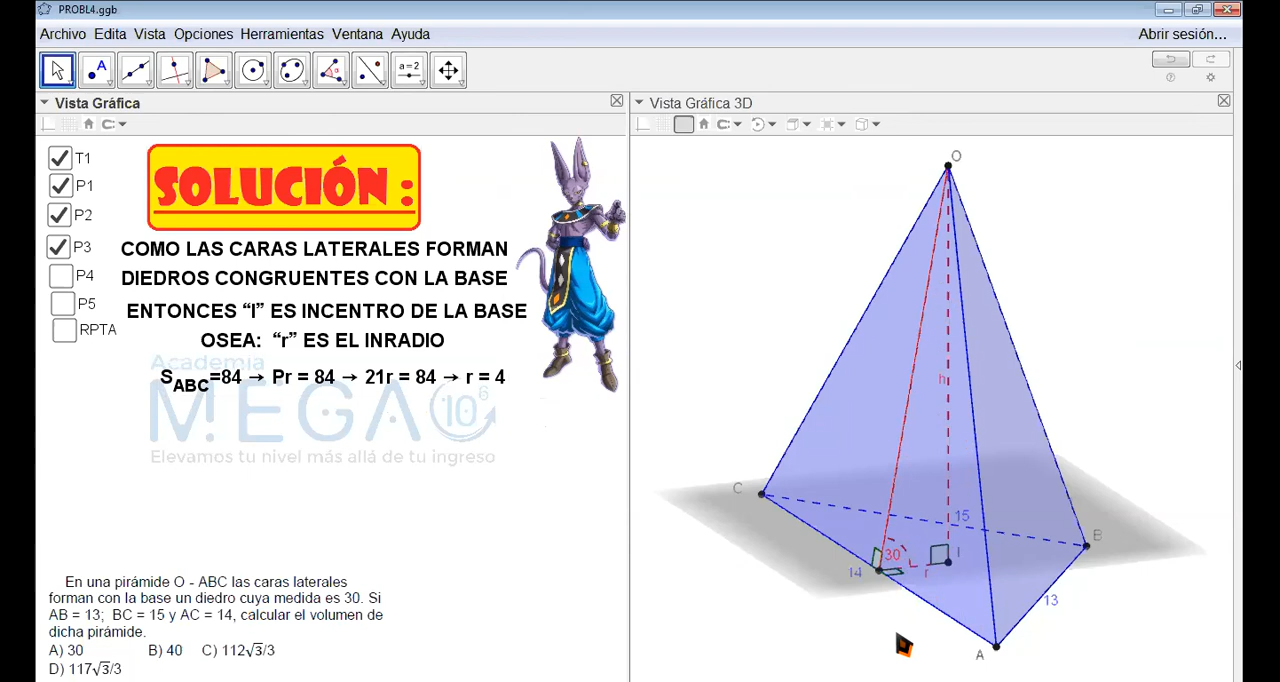 PROBL4.ggb
Archivo Edita Vista Opciones Herramientas Ventana Ayuda
Abrir sesión...
A
α
a=2
Vista Gráfica
Vista Gráfica 3D
T1
P1
P2
P3
P4
P5
RPTA
SOLUCIÓN :
COMO LAS CARAS LATERALES FORMAN
DIEDROS CONGRUENTES CON LA BASE
ENTONCES “I” ES INCENTRO DE LA BASE
OSEA: “r” ES EL INRADIO
S_ABC=84 → Pr = 84 → 21r = 84 → r = 4
Academia
MEGA 10⁶
Elevamos tu nivel más allá de tu ingreso
En una pirámide O - ABC las caras laterales
forman con la base un diedro cuya medida es 30. Si
AB = 13; BC = 15 y AC = 14, calcular el volumen de
dicha pirámide.
A) 30 B) 40 C) 112√3/3
D) 117√3/3
O
h
C
15
B
30
I
14
r
13
A